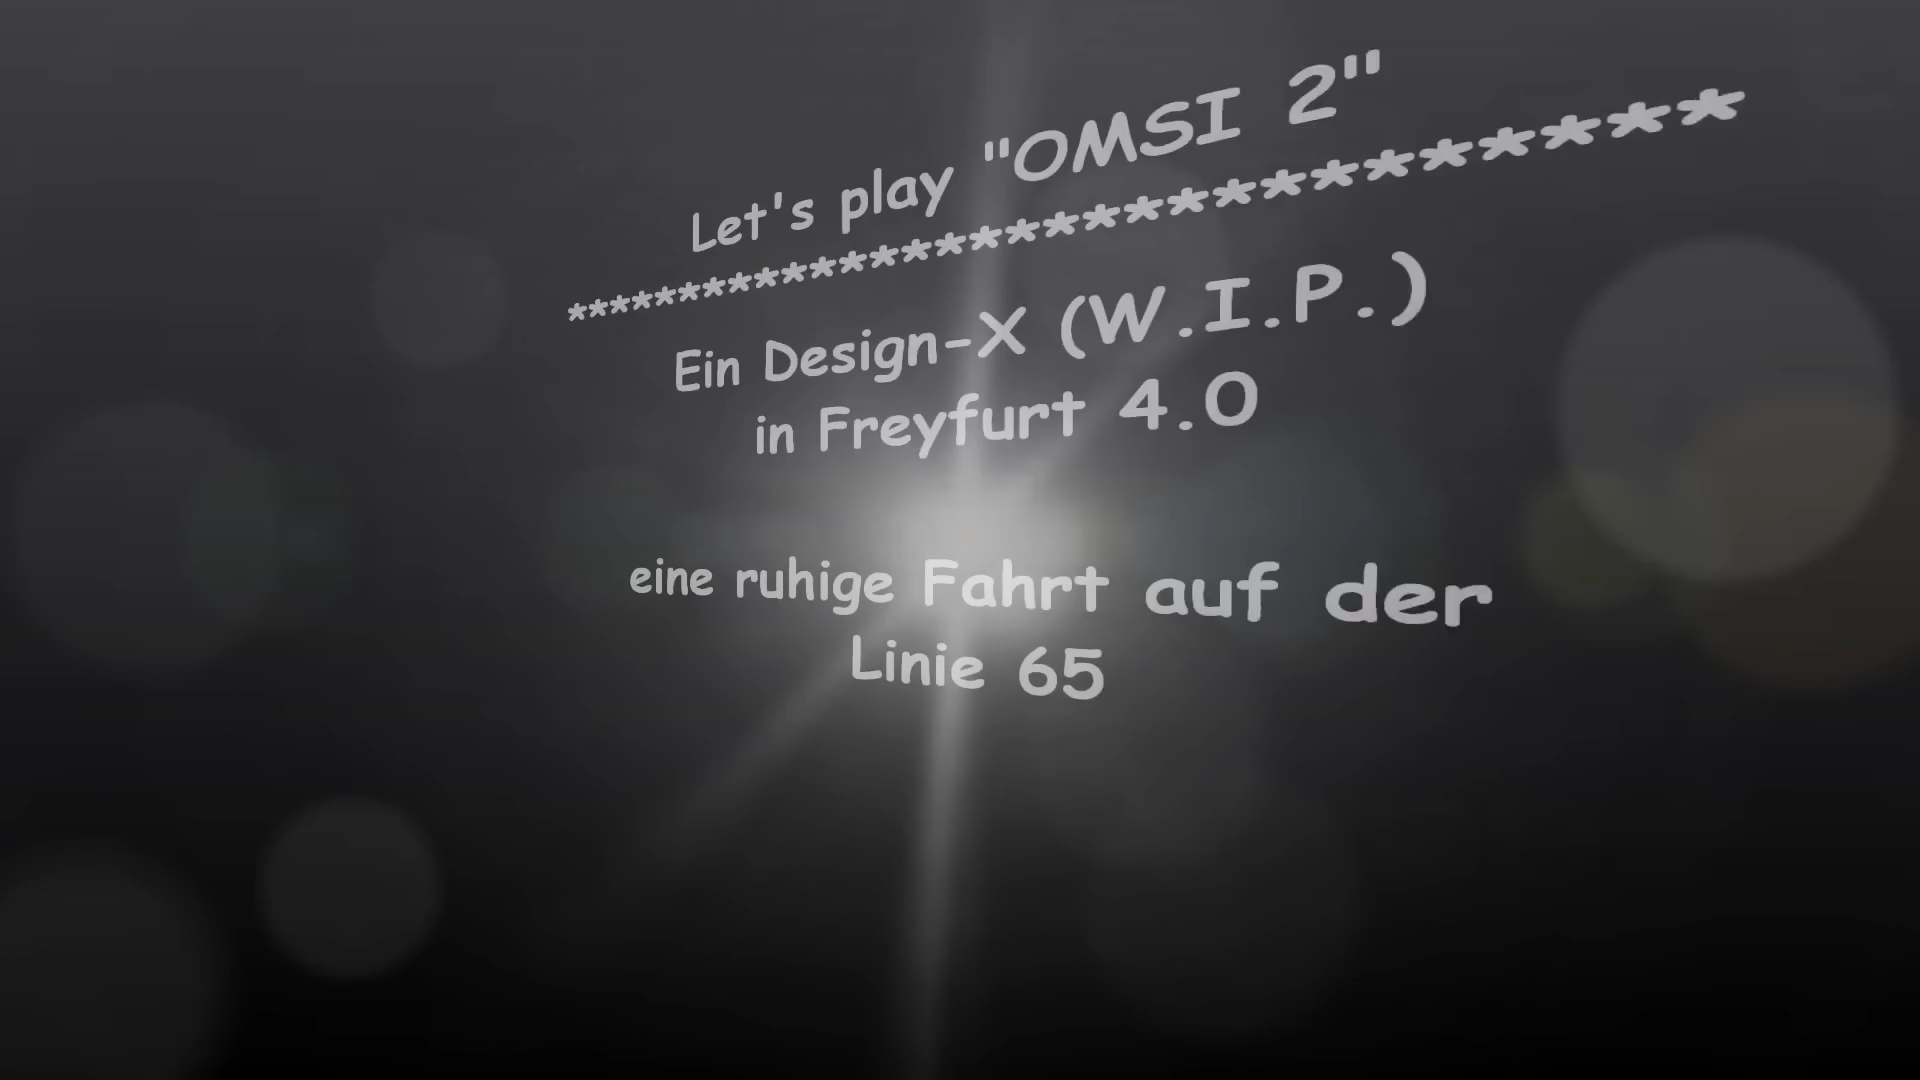 Let's play "OMSI 2"
**************************
Ein Design-X (W.I.P.)
in Freyfurt 4.0
eine ruhige Fahrt auf der
Linie 65